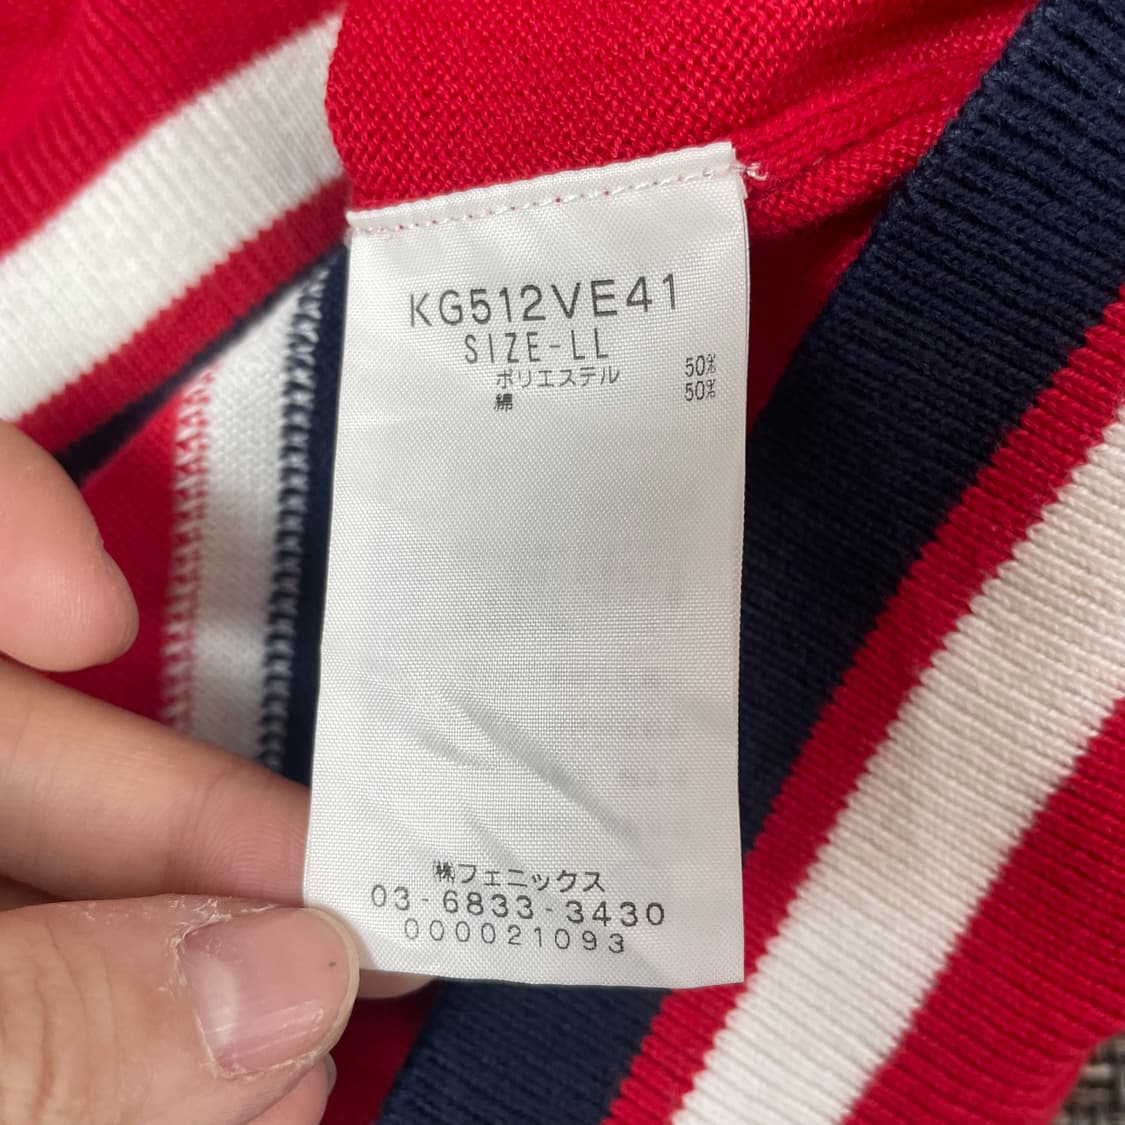 KG512VE41
SIZE-LL
ポリエステル 50%
綿 50%
㈱フェニックス
03-6833-3430
000021093